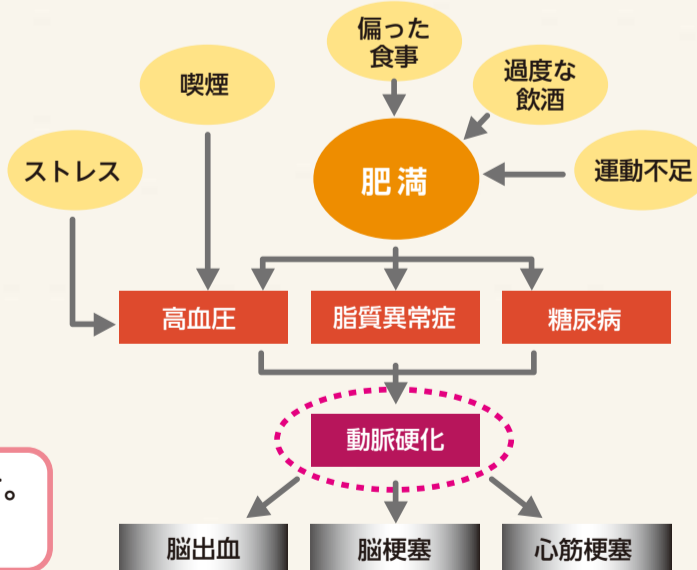 偏った
食事
過度な
飲酒
喫煙
ストレス
肥満
運動不足
高血圧
脂質異常症
糖尿病
動脈硬化
。
脳出血
脳梗塞
心筋梗塞